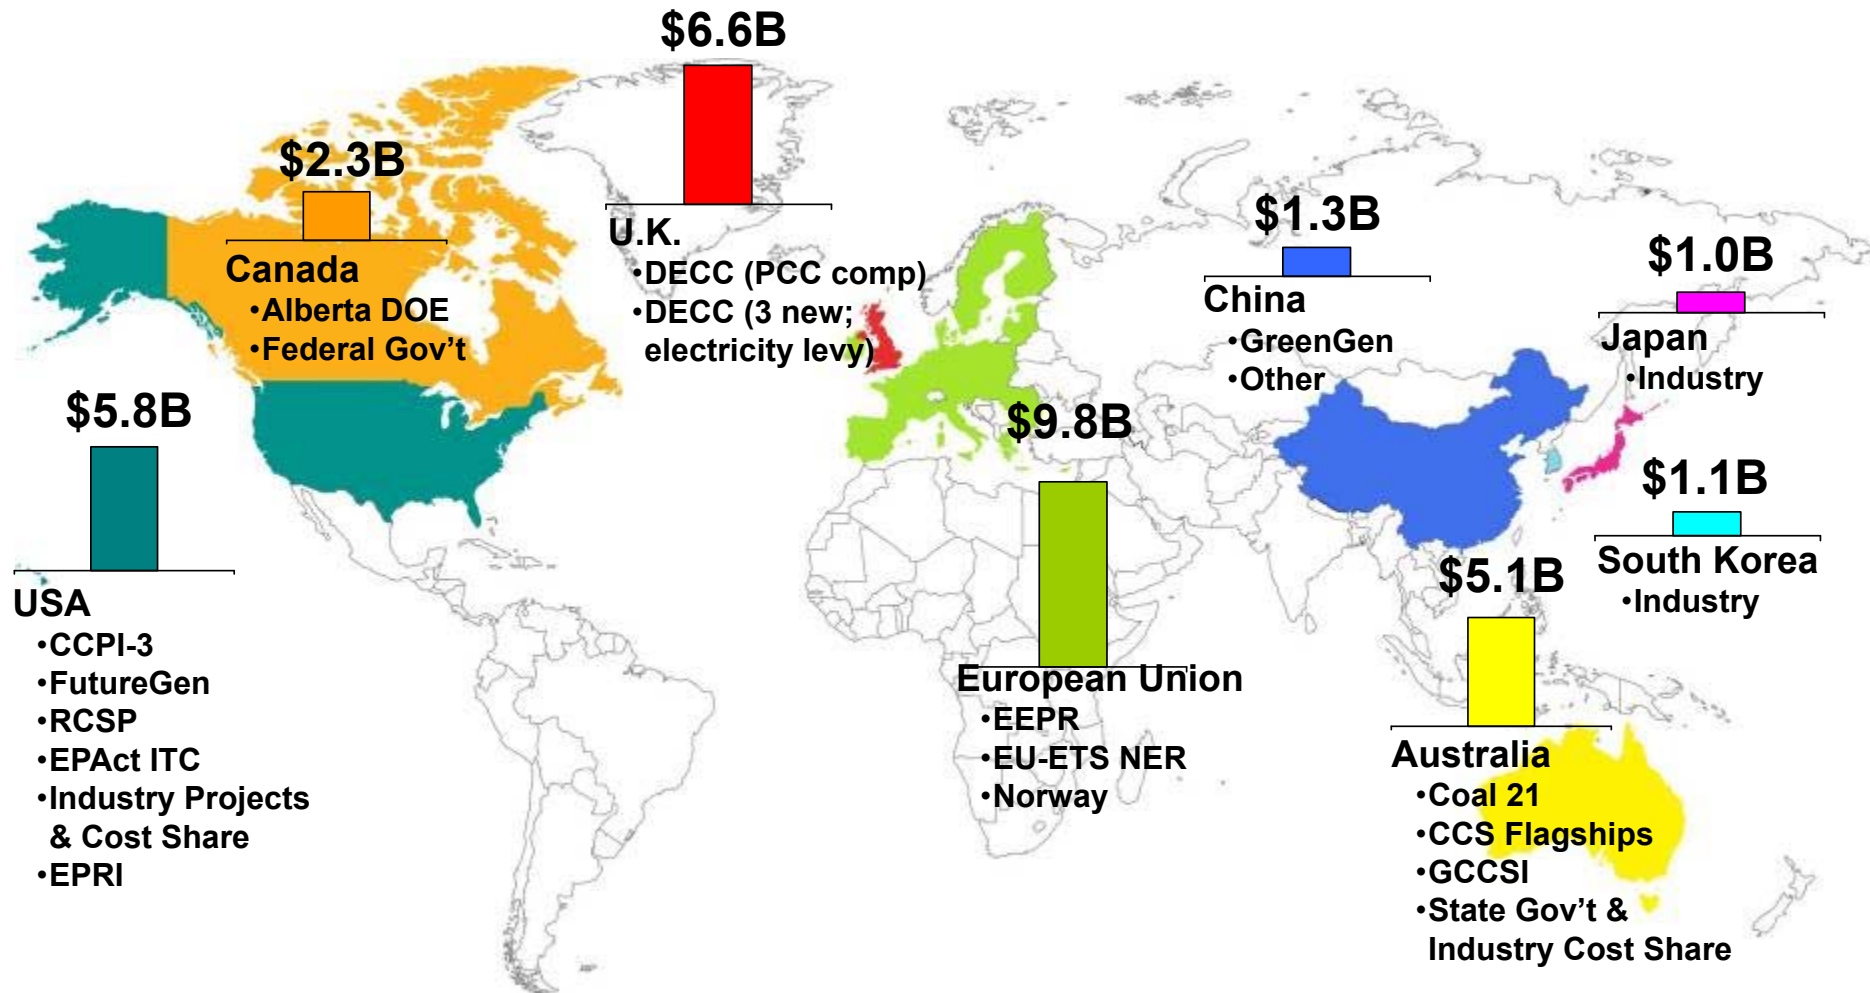 $6.6B
U.K.
•DECC (PCC comp)
•DECC (3 new;
electricity levy)
$2.3B
Canada
•Alberta DOE
•Federal Gov’t
$5.8B
USA
•CCPI-3
•FutureGen
•RCSP
•EPAct ITC
•Industry Projects
& Cost Share
•EPRI
$9.8B
European Union
•EEPR
•EU-ETS NER
•Norway
$1.3B
China
•GreenGen
•Other
$1.0B
Japan
•Industry
$1.1B
South Korea
•Industry
$5.1B
Australia
•Coal 21
•CCS Flagships
•GCCSI
•State Gov’t &
Industry Cost Share